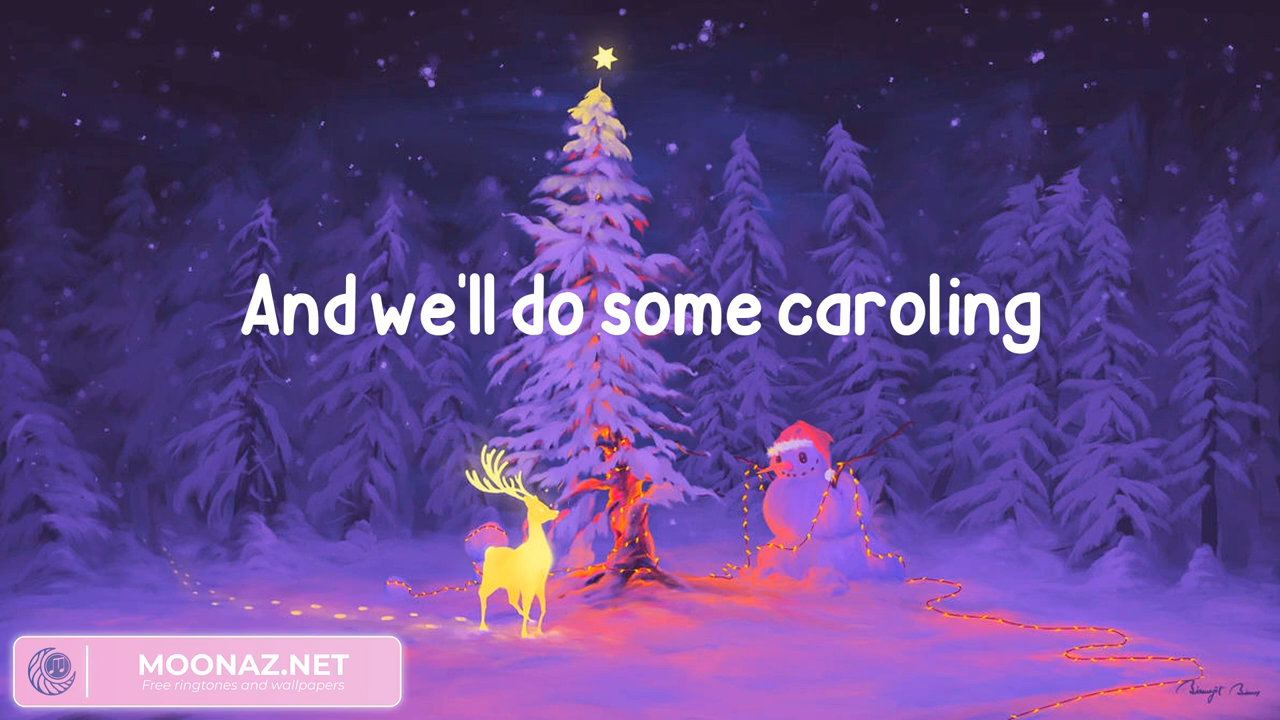 And we'll do some caroling
MOONAZ.NET
Free ringtones and wallpapers